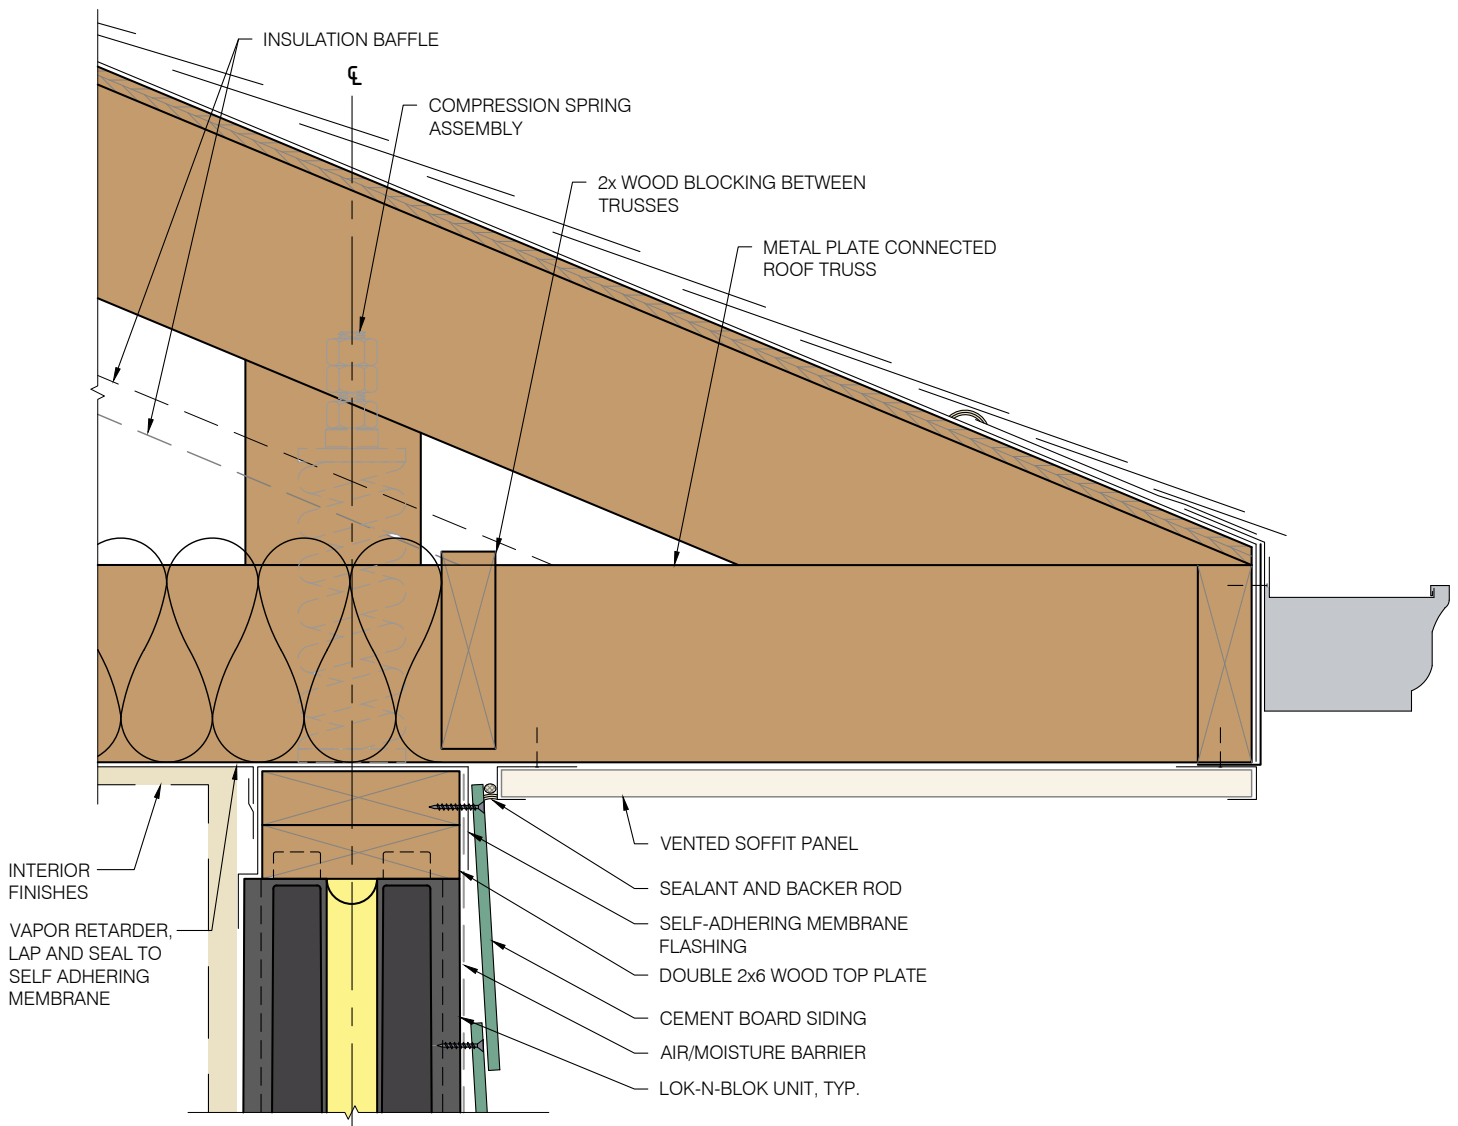 INSULATION BAFFLE
℄
COMPRESSION SPRING
ASSEMBLY
2x WOOD BLOCKING BETWEEN
TRUSSES
METAL PLATE CONNECTED
ROOF TRUSS
INTERIOR
FINISHES
VAPOR RETARDER,
LAP AND SEAL TO
SELF ADHERING
MEMBRANE
VENTED SOFFIT PANEL
SEALANT AND BACKER ROD
SELF-ADHERING MEMBRANE
FLASHING
DOUBLE 2x6 WOOD TOP PLATE
CEMENT BOARD SIDING
AIR/MOISTURE BARRIER
LOK-N-BLOK UNIT, TYP.